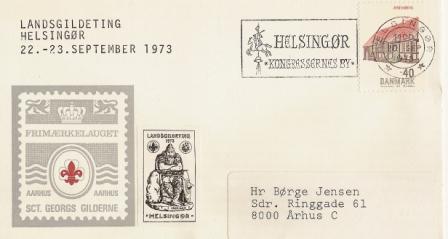 LANDSGILDETING
HELSINGØR
22.-23.SEPTEMBER 1973
HELSINGØR
·KONGRESSERNES BY·
HELSINGØR
40
DANMARK
FRIMÆRKELAUGET
AARHUS AARHUS
SCT. GEORGS GILDERNE
LANDSGILDETING
1973
·HELSINGØR·
Hr Børge Jensen
Sdr. Ringgade 61
8000 Århus C